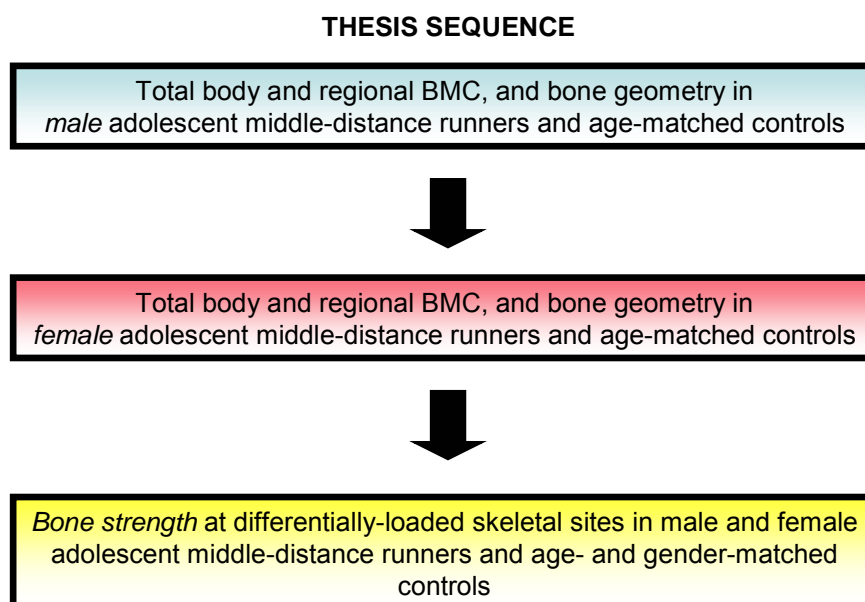 THESIS SEQUENCE
Total body and regional BMC, and bone geometry in
male adolescent middle-distance runners and age-matched controls
Total body and regional BMC, and bone geometry in
female adolescent middle-distance runners and age-matched controls
Bone strength at differentially-loaded skeletal sites in male and female
adolescent middle-distance runners and age- and gender-matched
controls